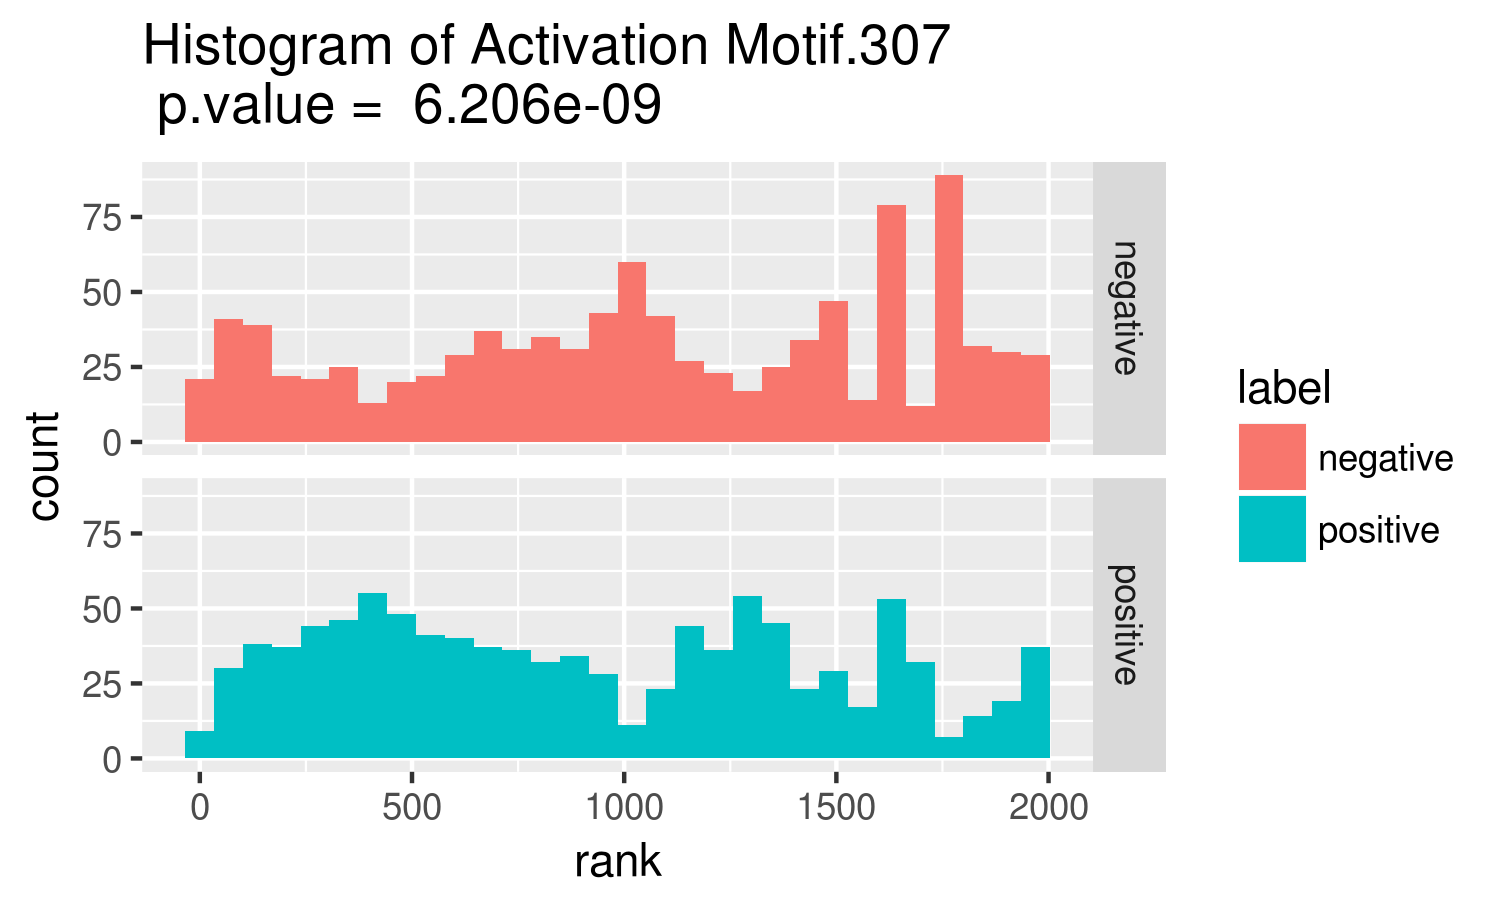 Histogram of Activation Motif.307
p.value = 6.206e-09
count
75
50
25
0
negative
75
50
25
0
positive
0 500 1000 1500 2000
rank
label
negative
positive